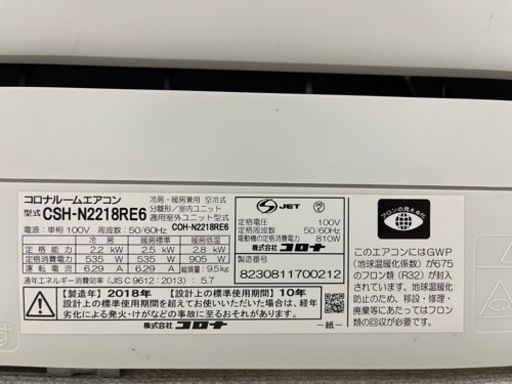 コロナルームエアコン
冷房・暖房兼用 空冷式
分離形/室内ユニット
型式 CSH-N2218RE6
適用室外ユニット型式
COH-N2218RE6
電源:単相 100V 周波数:50/60Hz
冷房 暖房標準 暖房低温
定格能力 2.2 kW 2.5 kW 2.8 kW
定格消費電力 535 W 535 W 905 W
運転電流 6.29 A 6.29 A 総質量:9.5kg
通年エネルギー消費効率 (JIS C 9612:2013) : 5.7
【製造年】2018年 【設計上の標準使用期間】10年
設計上の標準使用期間を超えてお使いいただいた場合は、経年
劣化による発火・けがなどの事故に至るおそれがあります。
株式会社 コロナ
―紙―
S JET
定格電圧 100V
定格周波数 50/60Hz
電動機の定格消費電力 810W
株式会社 コロナ
8230811700212
フロンの見える化
このエアコンにはGWP
(地球温暖化係数)が675
のフロン類(R32)が封入
されています。地球温暖化
防止のため、移設・修理・
廃棄等にあたってはフロン
類の回収が必要です。